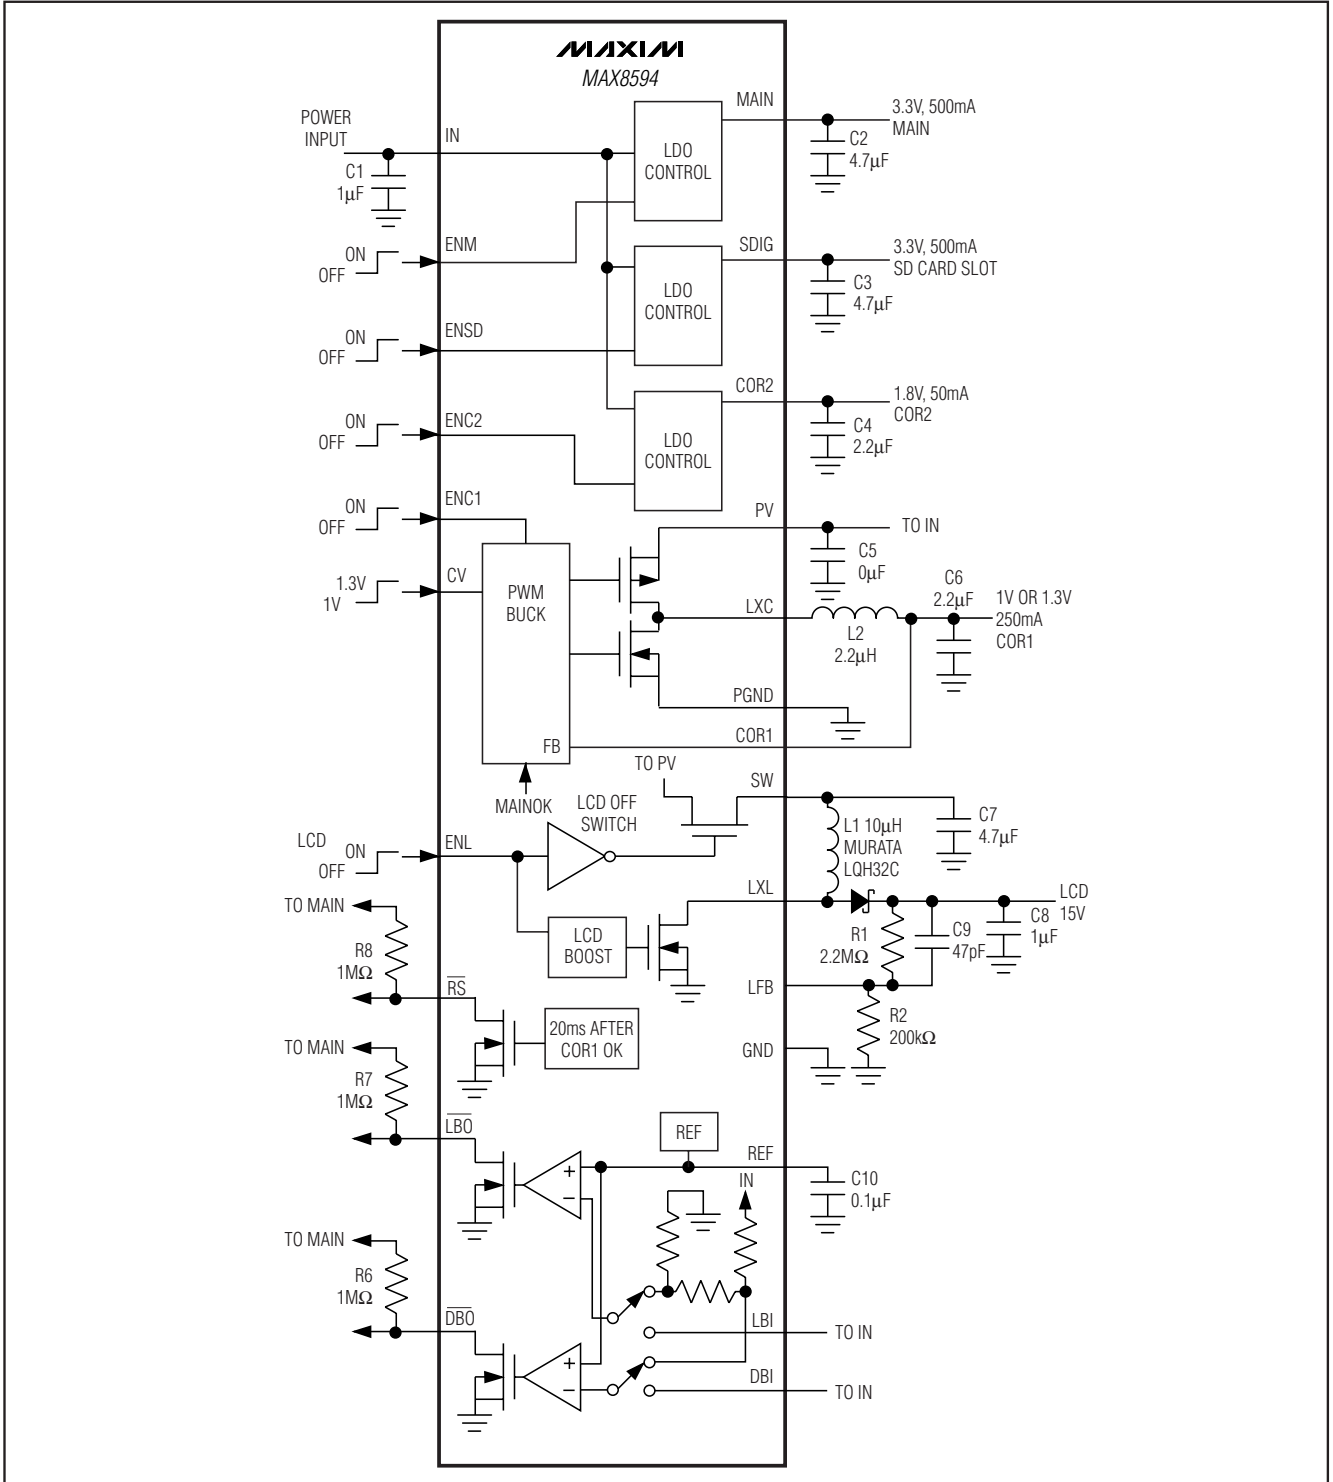 MAXIM
MAX8594
POWER
INPUT
IN
C1
1μF
LDO
CONTROL
MAIN
3.3V, 500mA
MAIN
C2
4.7μF
ON
OFF
ENM
LDO
CONTROL
SDIG
3.3V, 500mA
SD CARD SLOT
C3
4.7μF
ON
OFF
ENSD
COR2
1.8V, 50mA
COR2
ON
OFF
ENC2
LDO
CONTROL
C4
2.2μF
ON
OFF
ENC1
PV
TO IN
C5
0μF
1.3V
1V
CV
PWM
BUCK
LXC
L2
2.2μH
C6
2.2μF
1V OR 1.3V
250mA
COR1
PGND
COR1
FB
MAINOK
TO PV
SW
LCD OFF
SWITCH
L1 10μH
MURATA
LQH32C
C7
4.7μF
LCD
ON
OFF
ENL
LXL
LCD
15V
TO MAIN
R8
1MΩ
LCD
BOOST
R1
2.2MΩ
C9
47pF
C8
1μF
RS
LFB
R2
200kΩ
20ms AFTER
COR1 OK
GND
TO MAIN
R7
1MΩ
LBO
REF
REF
C10
0.1μF
+
−
IN
TO MAIN
R6
1MΩ
DBO
LBI
TO IN
+
−
DBI
TO IN